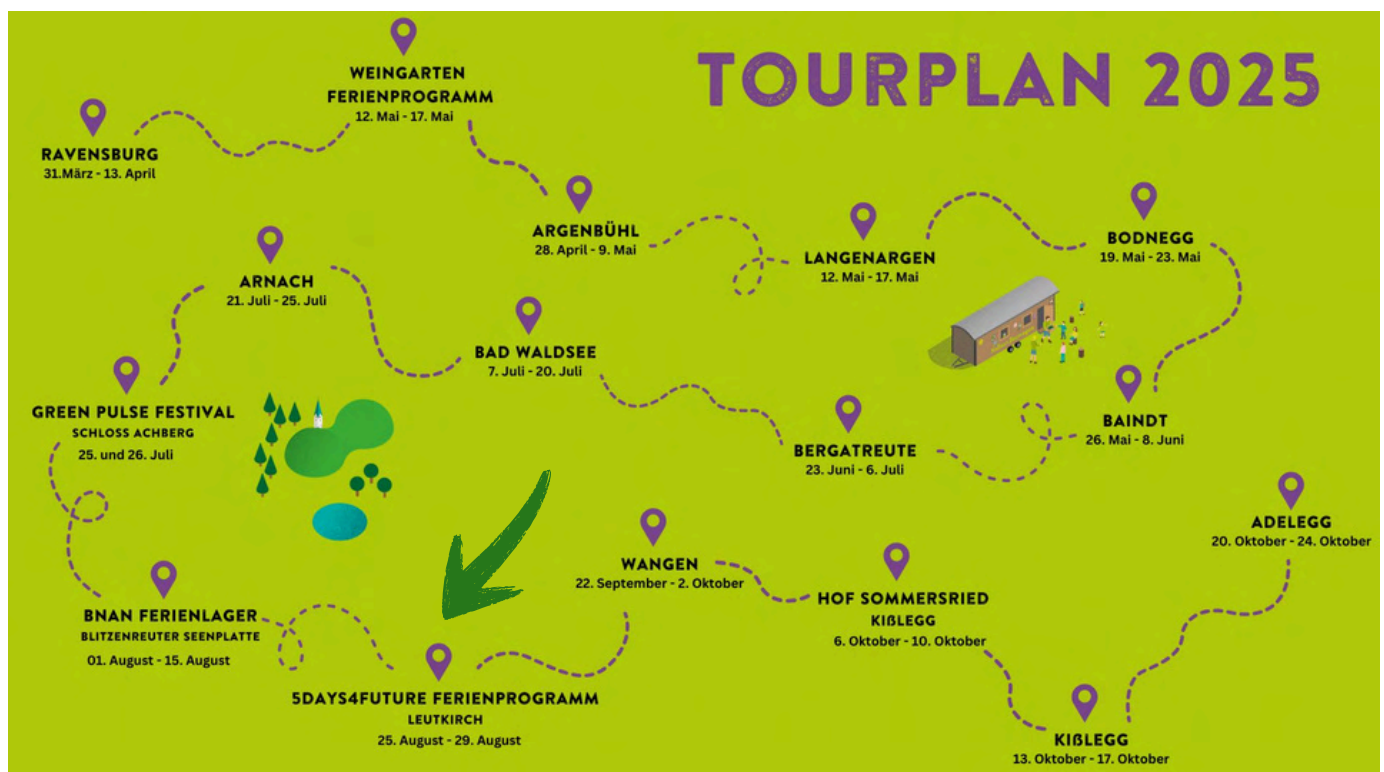 TOURPLAN 2025
RAVENSBURG
31.März - 13. April
WEINGARTEN
FERIENPROGRAMM
12. Mai - 17. Mai
ARGENBÜHL
28. April - 9. Mai
LANGENARGEN
12. Mai - 17. Mai
BODNEGG
19. Mai - 23. Mai
BAINDT
26. Mai - 8. Juni
BERGATREUTE
23. Juni - 6. Juli
BAD WALDSEE
7. Juli - 20. Juli
ARNACH
21. Juli - 25. Juli
GREEN PULSE FESTIVAL
SCHLOSS ACHBERG
25. und 26. Juli
BNAN FERIENLAGER
BLITZENREUTER SEENPLATTE
01. August - 15. August
5DAYS4FUTURE FERIENPROGRAMM
LEUTKIRCH
25. August - 29. August
WANGEN
22. September - 2. Oktober
HOF SOMMERSRIED
KIßLEGG
6. Oktober - 10. Oktober
KIßLEGG
13. Oktober - 17. Oktober
ADELEGG
20. Oktober - 24. Oktober